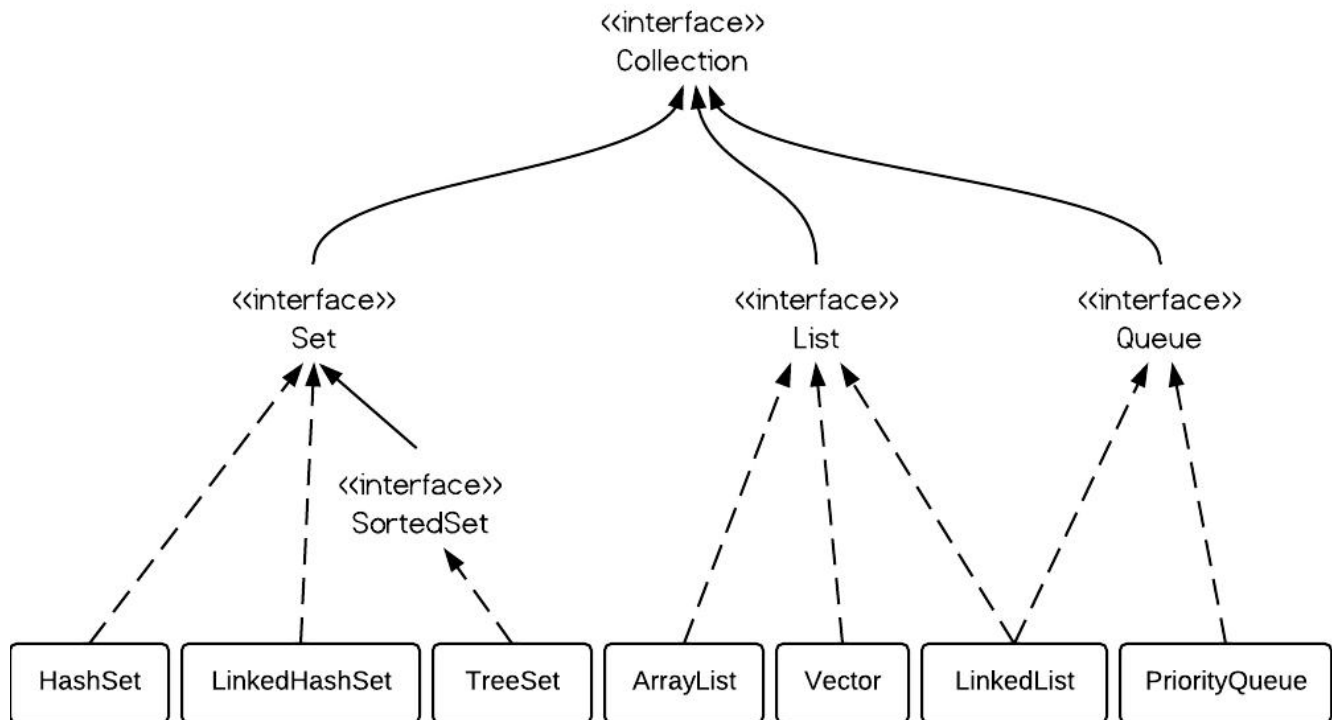 <<interface>>
Collection
<<interface>>
Set
<<interface>>
List
<<interface>>
Queue
<<interface>>
SortedSet
HashSet
LinkedHashSet
TreeSet
ArrayList
Vector
LinkedList
PriorityQueue